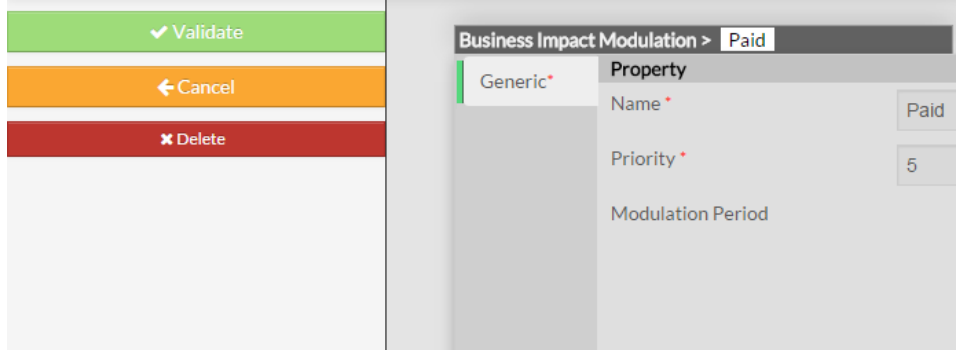 Validate
Cancel
Delete
Business Impact Modulation > Paid
Generic*
Property
Name * Paid
Priority * 5
Modulation Period